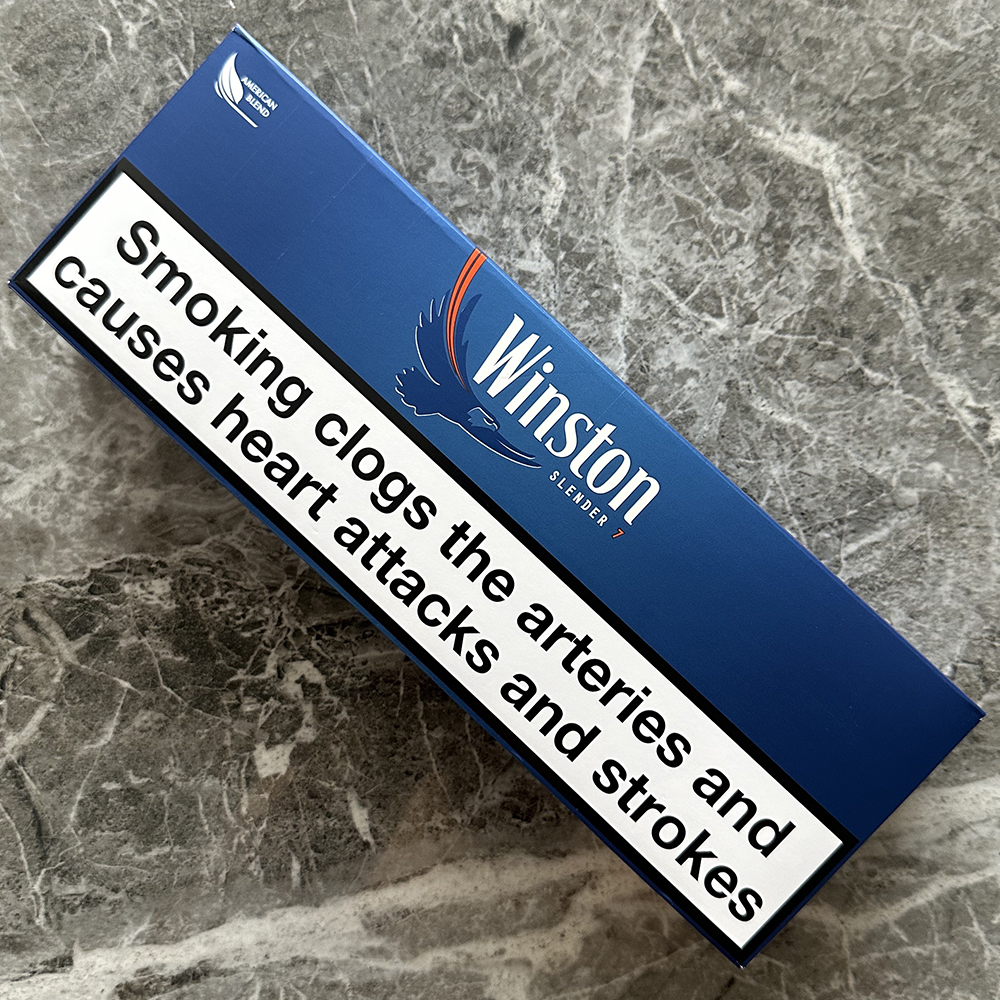 AMERICAN
BLEND
Winston
SLENDER 7
Smoking clogs the arteries and
causes heart attacks and strokes